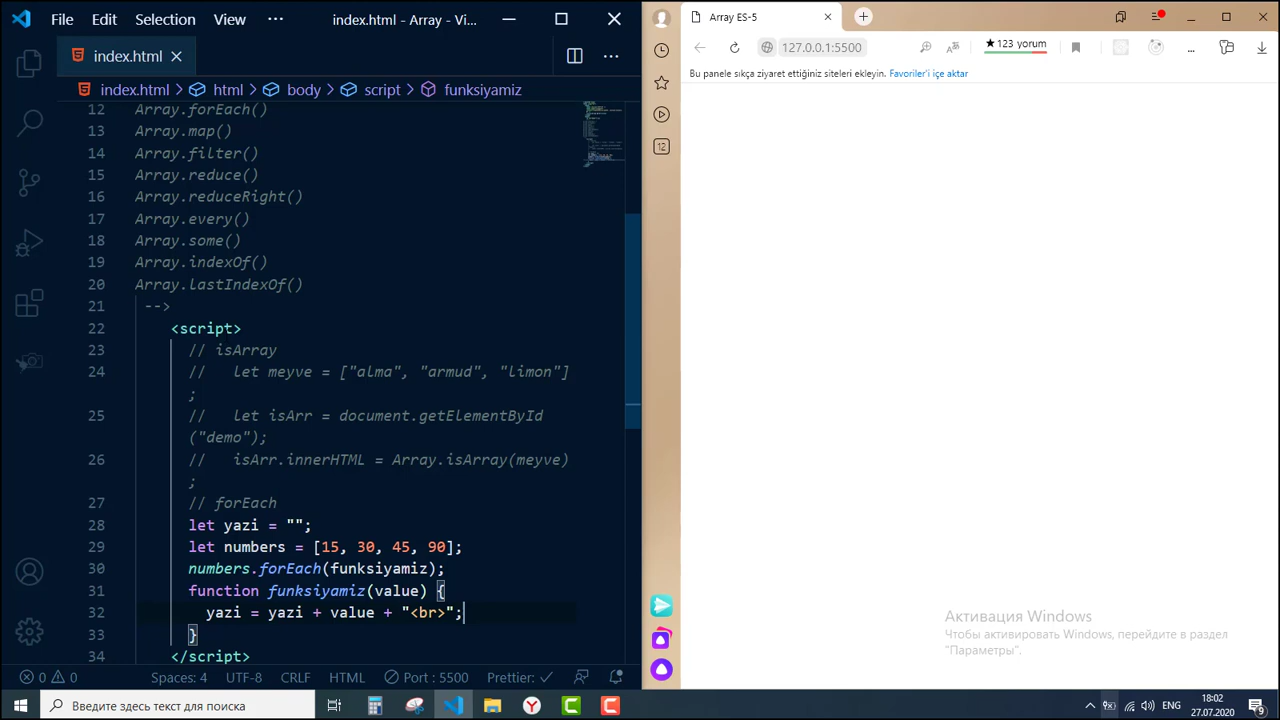 File Edit Selection View ··· index.html - Array - Vi...
index.html
index.html > html > body > script > funksiyamiz
12 Array.forEach()
13 Array.map()
14 Array.filter()
15 Array.reduce()
16 Array.reduceRight()
17 Array.every()
18 Array.some()
19 Array.indexOf()
20 Array.lastIndexOf()
21 -->
22 <script>
23 // isArray
24 // let meyve = ["alma", "armud", "limon"]
;
25 // let isArr = document.getElementById
("demo");
26 // isArr.innerHTML = Array.isArray(meyve)
;
27 // forEach
28 let yazi = "";
29 let numbers = [15, 30, 45, 90];
30 numbers.forEach(funksiyamiz);
31 function funksiyamiz(value) {
32 yazi = yazi + value + "<br>";
33 }
34 </script>
0 0 Spaces: 4 UTF-8 CRLF HTML Port : 5500 Prettier: ✓
Array ES-5
127.0.0.1:5500 ★123 yorum ...
Bu panele sıkça ziyaret ettiğiniz siteleri ekleyin. Favoriler'i içe aktar
12
Активация Windows
Чтобы активировать Windows, перейдите в раздел
"Параметры".
Введите здесь текст для поиска
ENG
18:02
27.07.2020
9